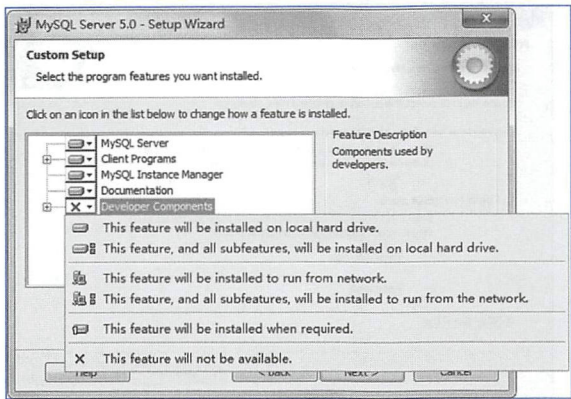 MySQL Server 5.0 - Setup Wizard
Custom Setup
Select the program features you want installed.
Click on an icon in the list below to change how a feature is installed.
MySQL Server
Client Programs
MySQL Instance Manager
Documentation
Developer Components
Feature Description
Components used by
developers.
This feature will be installed on local hard drive.
This feature, and all subfeatures, will be installed on local hard drive.
This feature will be installed to run from network.
This feature, and all subfeatures, will be installed to run from the network.
This feature will be installed when required.
This feature will not be available.
Help
< Back
Next >
Cancel